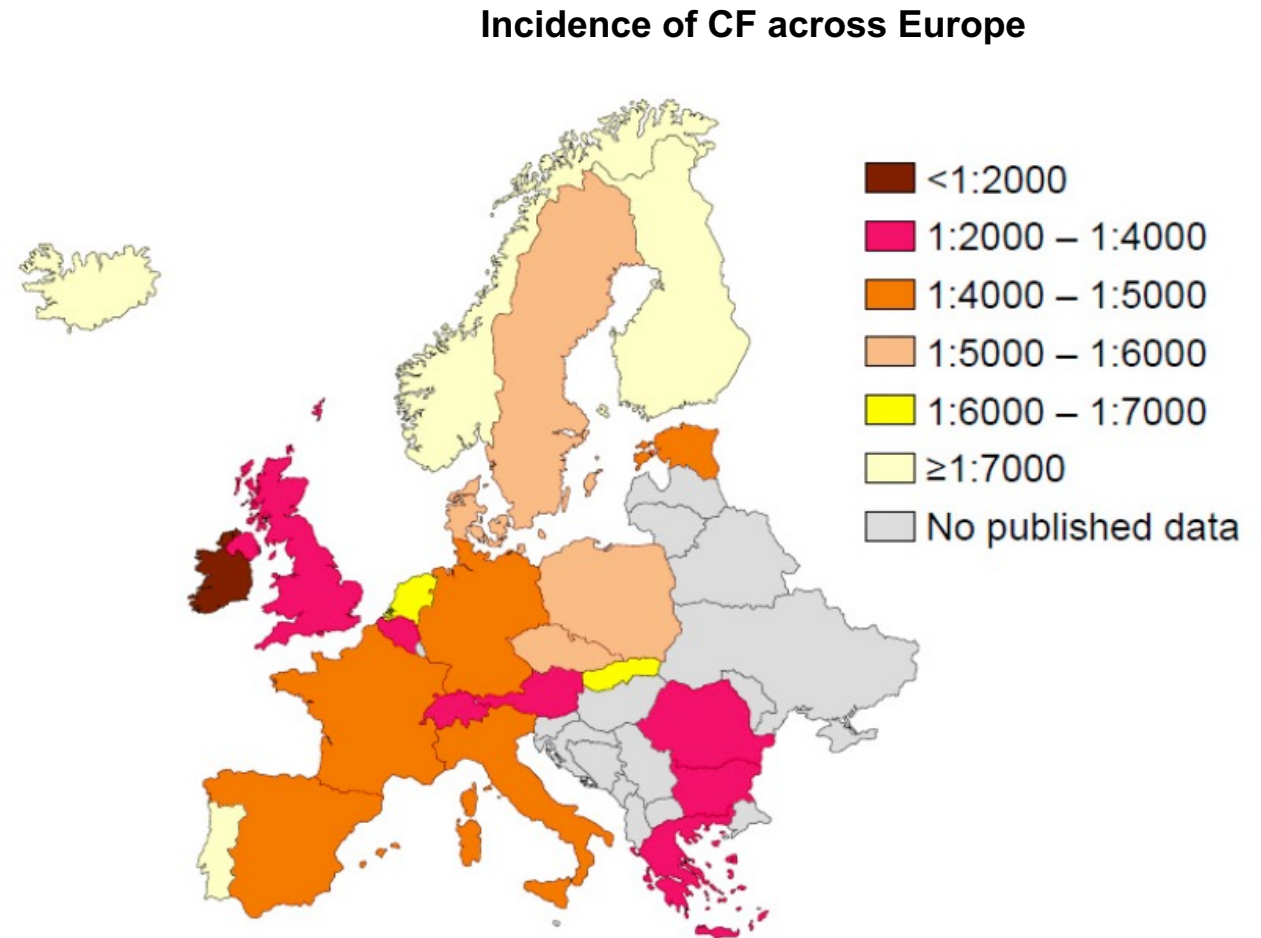 Incidence of CF across Europe
<1:2000
1:2000 – 1:4000
1:4000 – 1:5000
1:5000 – 1:6000
1:6000 – 1:7000
≥1:7000
No published data